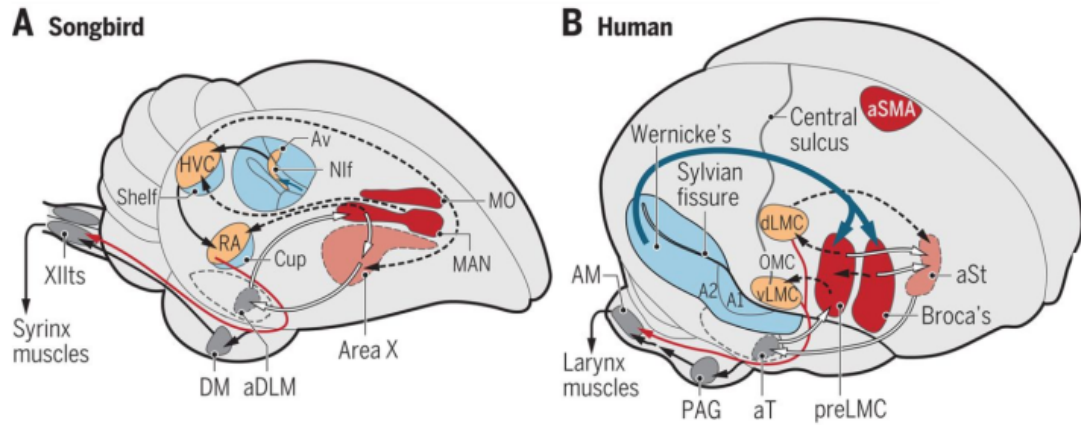 A Songbird
HVC
Av
NIf
Shelf
MO
RA
Cup
MAN
XIIts
Syrinx
muscles
Area X
DM
aDLM
B Human
aSMA
Central
sulcus
Wernicke's
Sylvian
fissure
dLMC
OMC
vLMC
aSt
A2
A1
AM
Broca's
Larynx
muscles
PAG
aT
preLMC